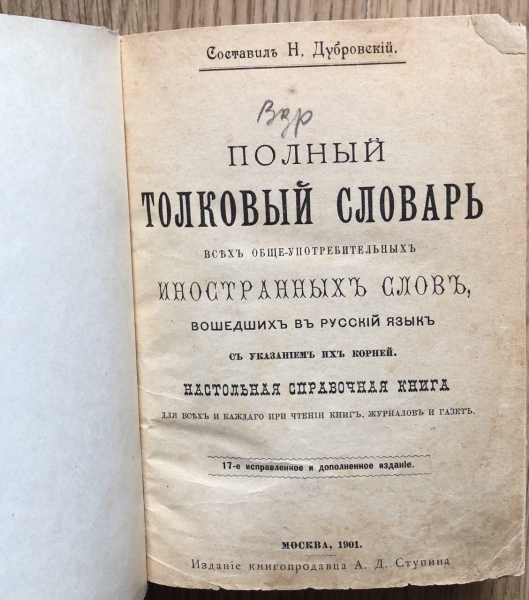 Составилъ Н. Дубровскій.
ПОЛНЫЙ
ТОЛКОВЫЙ СЛОВАРЬ
ВСѢХЪ ОБЩЕ-УПОТРЕБИТЕЛЬНЫХЪ
ИНОСТРАННЫХЪ СЛОВЪ,
ВОШЕДШИХЪ ВЪ РУССКІЙ ЯЗЫКЪ
СЪ УКАЗАНІЕМЪ ИХЪ КОРНЕЙ.
НАСТОЛЬНАЯ СПРАВОЧНАЯ КНИГА
ДЛЯ ВСѢХЪ И КАЖДАГО ПРИ ЧТЕНІИ КНИГЪ, ЖУРНАЛОВЪ И ГАЗЕТЪ.
17-е исправленное и дополненное изданіе.
МОСКВА, 1901.
Изданіе книгопродавца А. Д. Ступина